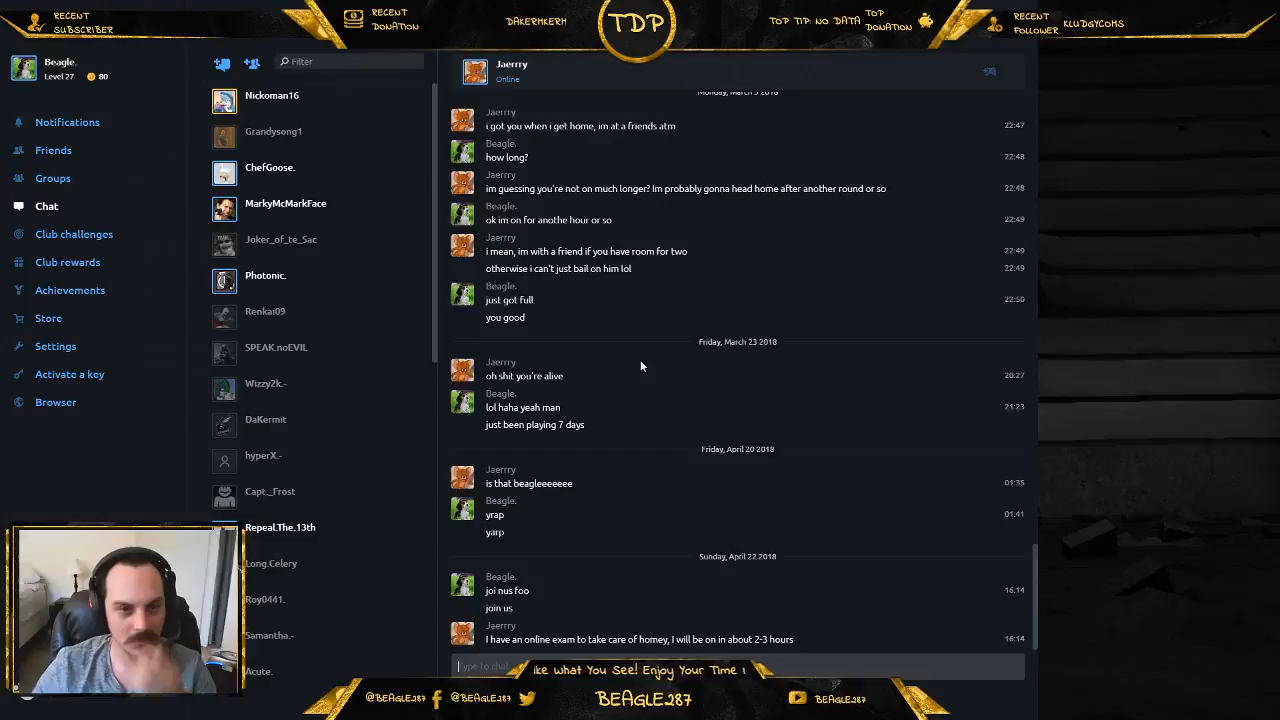 RECENT
SUBSCRIBER
RECENT
DONATION
DAKERMKERM
TDP
TOP TIP: NO DATA
TOP
DONATION
RECENT
FOLLOWER
KLUDGYCOMS
Beagle.
Level 27
80
Notifications
Friends
Groups
Chat
Club challenges
Club rewards
Achievements
Store
Settings
Activate a key
Browser
Filter
Nickoman16
Grandysong1
ChefGoose.
MarkyMcMarkFace
Joker_of_te_Sac
Photonic.
Renkai09
SPEAK.noEVIL
Wizzy2k.-
DaKermit
hyperX.-
Capt._Frost
Repeal.The.13th
Long.Celery
Roy0441.
Samantha.-
Acute.
Jaerrry
Online
Monday, March 5 2018
Jaerrry
i got you when i get home, im at a friends atm 22:47
Beagle.
how long? 22:48
Jaerrry
im guessing you're not on much longer? Im probably gonna head home after another round or so 22:48
Beagle.
ok im on for anothe hour or so 22:49
Jaerrry
i mean, im with a friend if you have room for two 22:49
otherwise i can't just bail on him lol 22:49
Beagle.
just got full 22:50
you good
Friday, March 23 2018
Jaerrry
oh shit you're alive 20:27
Beagle.
lol haha yeah man 21:23
just been playing 7 days
Friday, April 20 2018
Jaerrry
is that beagleeeeeee 01:35
Beagle.
yrap 01:41
yarp
Sunday, April 22 2018
Beagle.
joi nus foo 16:14
join us
Jaerrry
I have an online exam to take care of homey, I will be on in about 2-3 hours 16:14
Type to chat
ike What You See! Enjoy Your Time
@BEAGLE287
@BEAGLE287
BEAGLE287
BEAGLE287